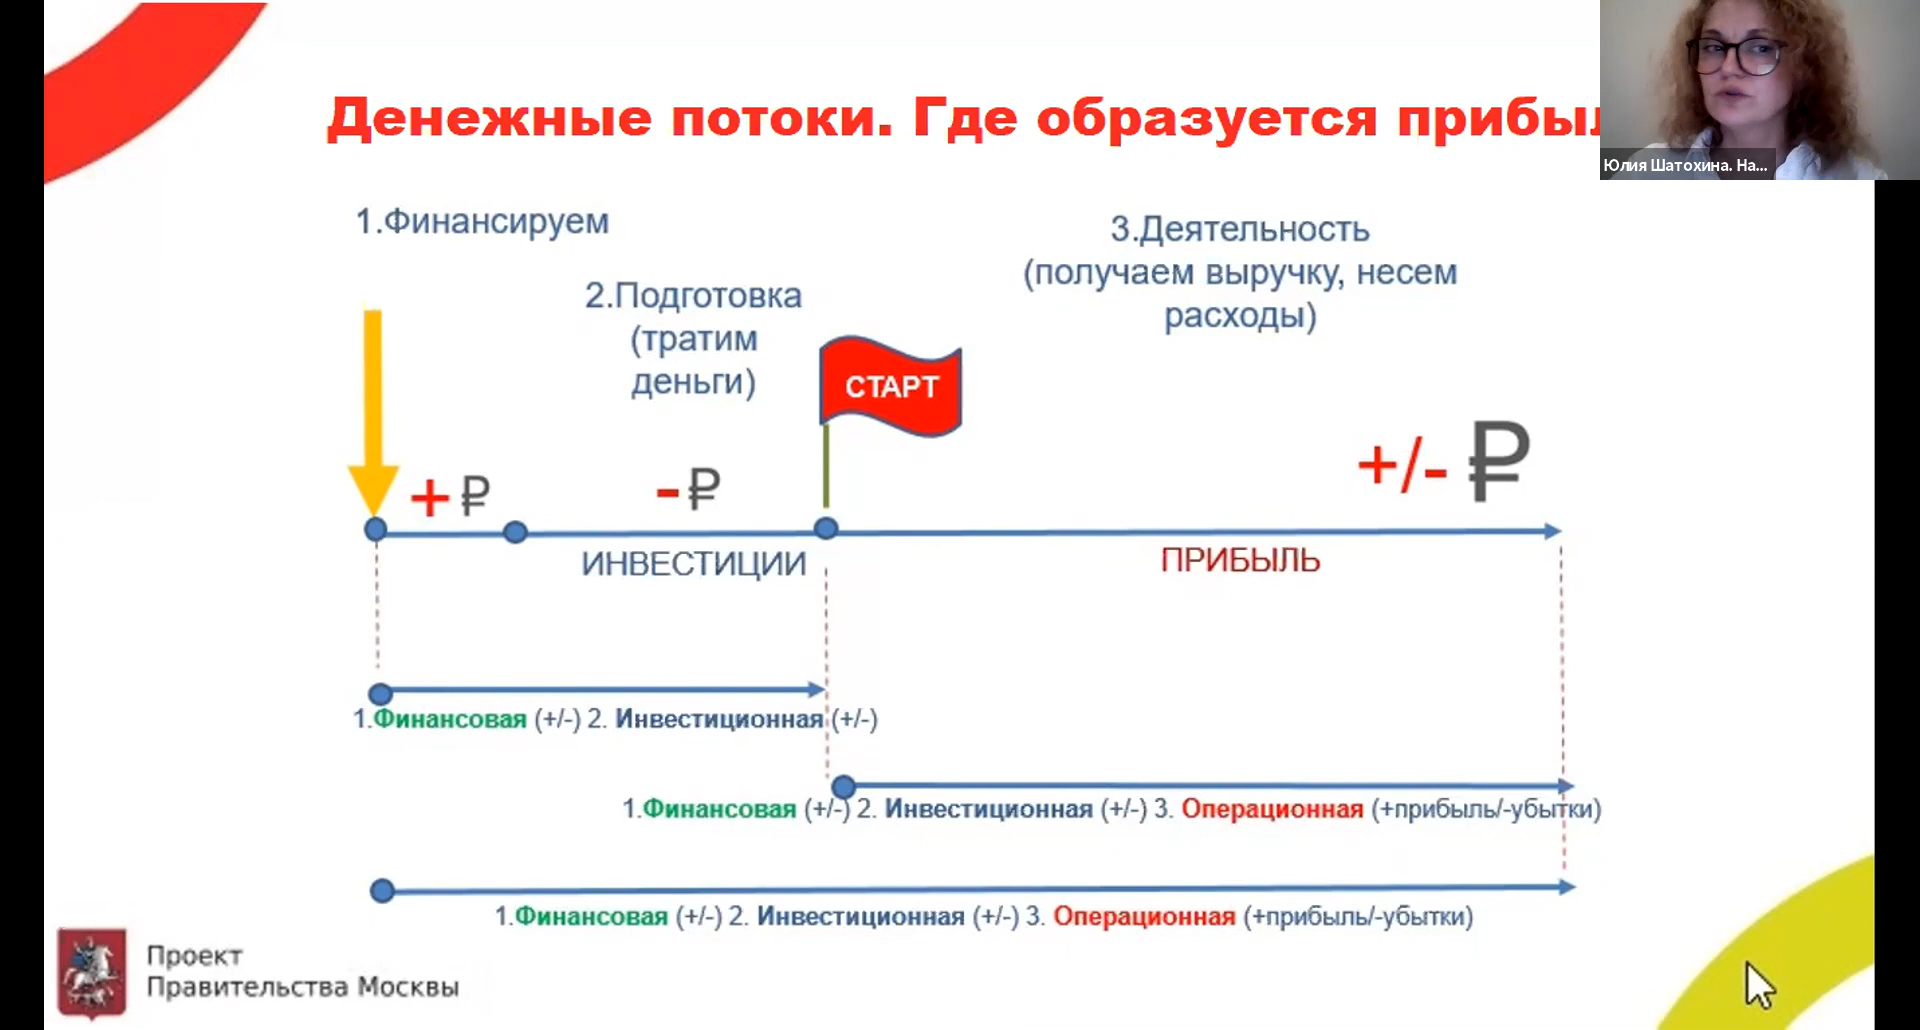 Денежные потоки. Где образуется
Юлия Шатохина. На...
1.Финансируем
3.Деятельность
(получаем выручку, несем
расходы)
2.Подготовка
(тратим
деньги)
СТАРТ
+ ₽
-₽
+/- ₽
ИНВЕСТИЦИИ
ПРИБЫЛЬ
1.Финансовая (+/-) 2. Инвестиционная (+/-)
1.Финансовая (+/-) 2. Инвестиционная (+/-) 3. Операционная (+прибыль/-убытки)
1.Финансовая (+/-) 2. Инвестиционная (+/-) 3. Операционная (+прибыль/-убытки)
Проект
Правительства Москвы